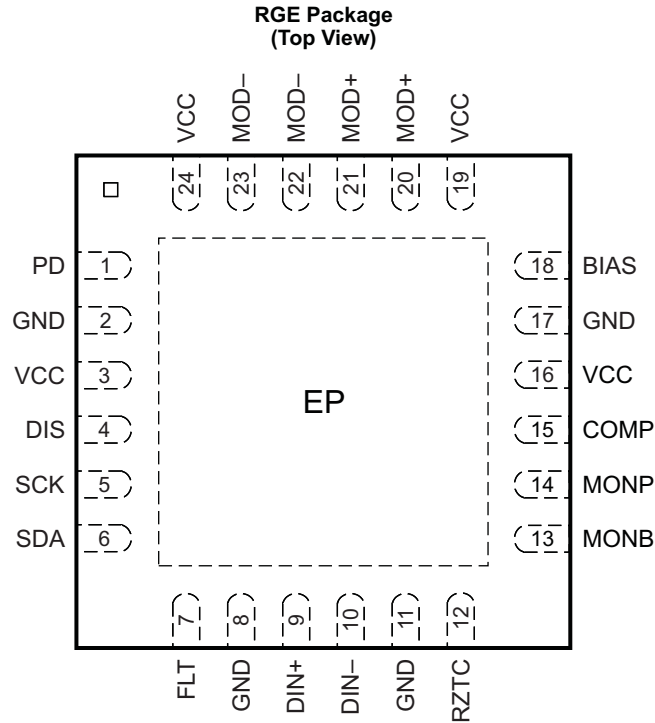 RGE Package
(Top View)
VCC
MOD–
MOD–
MOD+
MOD+
VCC
24
23
22
21
20
19
PD 1
18 BIAS
GND 2
17 GND
VCC 3
16 VCC
EP
DIS 4
15 COMP
SCK 5
14 MONP
SDA 6
13 MONB
7
8
9
10
11
12
FLT
GND
DIN+
DIN–
GND
RZTC